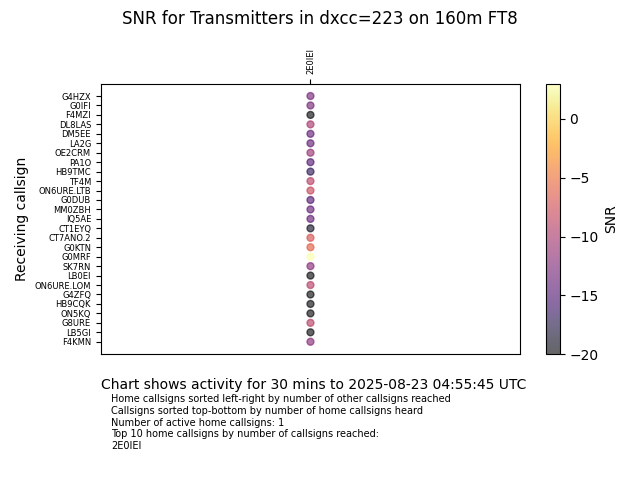 SNR for Transmitters in dxcc=223 on 160m FT8
2E0IEI
G4HZX
G0IFI
F4MZI
DL8LAS
DM5EE
LA2G
OE2CRM
PA1O
HB9TMC
TF4M
ON6URE.LTB
G0DUB
MM0ZBH
IQ5AE
CT1EYQ
CT7ANO.2
G0KTN
G0MRF
SK7RN
LB0EI
ON6URE.LOM
G4ZFQ
HB9CQK
ON5KQ
G8URE
LB5GI
F4KMN
Receiving callsign
0
−5
−10
−15
−20
SNR
Chart shows activity for 30 mins to 2025-08-23 04:55:45 UTC
Home callsigns sorted left-right by number of other callsigns reached
Callsigns sorted top-bottom by number of home callsigns heard
Number of active home callsigns: 1
Top 10 home callsigns by number of callsigns reached:
2E0IEI